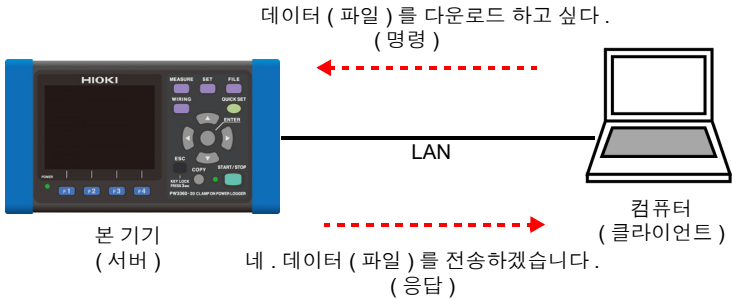 데이터 ( 파일 ) 를 다운로드 하고 싶다 .
( 명령 )
HIOKI
MEASURE SET FILE
WIRING QUICK SET
ENTER
ESC
COPY
START/STOP
KEY LOCK
POWER
F1 F2 F3 F4
PW3360-20 CLAMP ON POWER LOGGER
LAN
본 기기
( 서버 )
컴퓨터
( 클라이언트 )
네 . 데이터 ( 파일 ) 를 전송하겠습니다 .
( 응답 )